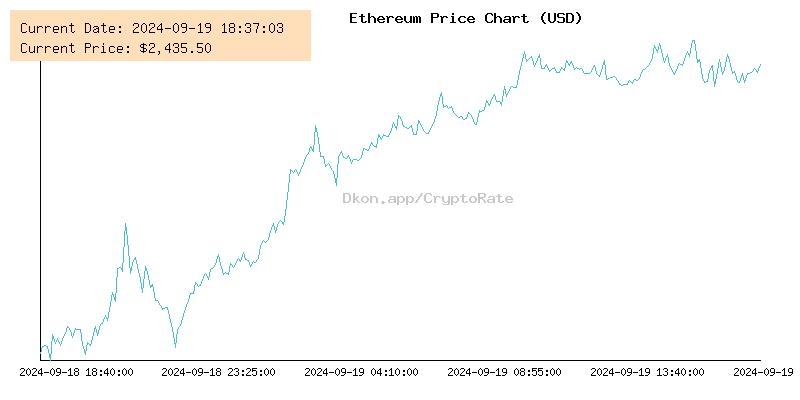 Ethereum Price Chart (USD)
Current Date: 2024-09-19 18:37:03
Current Price: $2,435.50
Dkon.app/CryptoRate
2024-09-18 18:40:00
2024-09-18 23:25:00
2024-09-19 04:10:00
2024-09-19 08:55:00
2024-09-19 13:40:00
2024-09-19